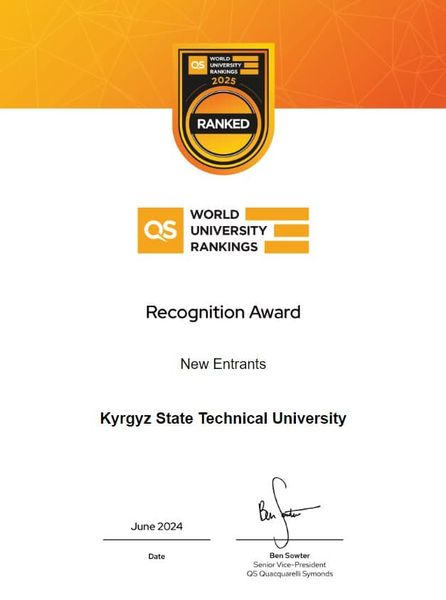 QS
WORLD
UNIVERSITY
RANKINGS
2025
RANKED
QS
WORLD
UNIVERSITY
RANKINGS
Recognition Award
New Entrants
Kyrgyz State Technical University
Ben Sowter
June 2024
Date
Ben Sowter
Senior Vice-President
QS Quacquarelli Symonds